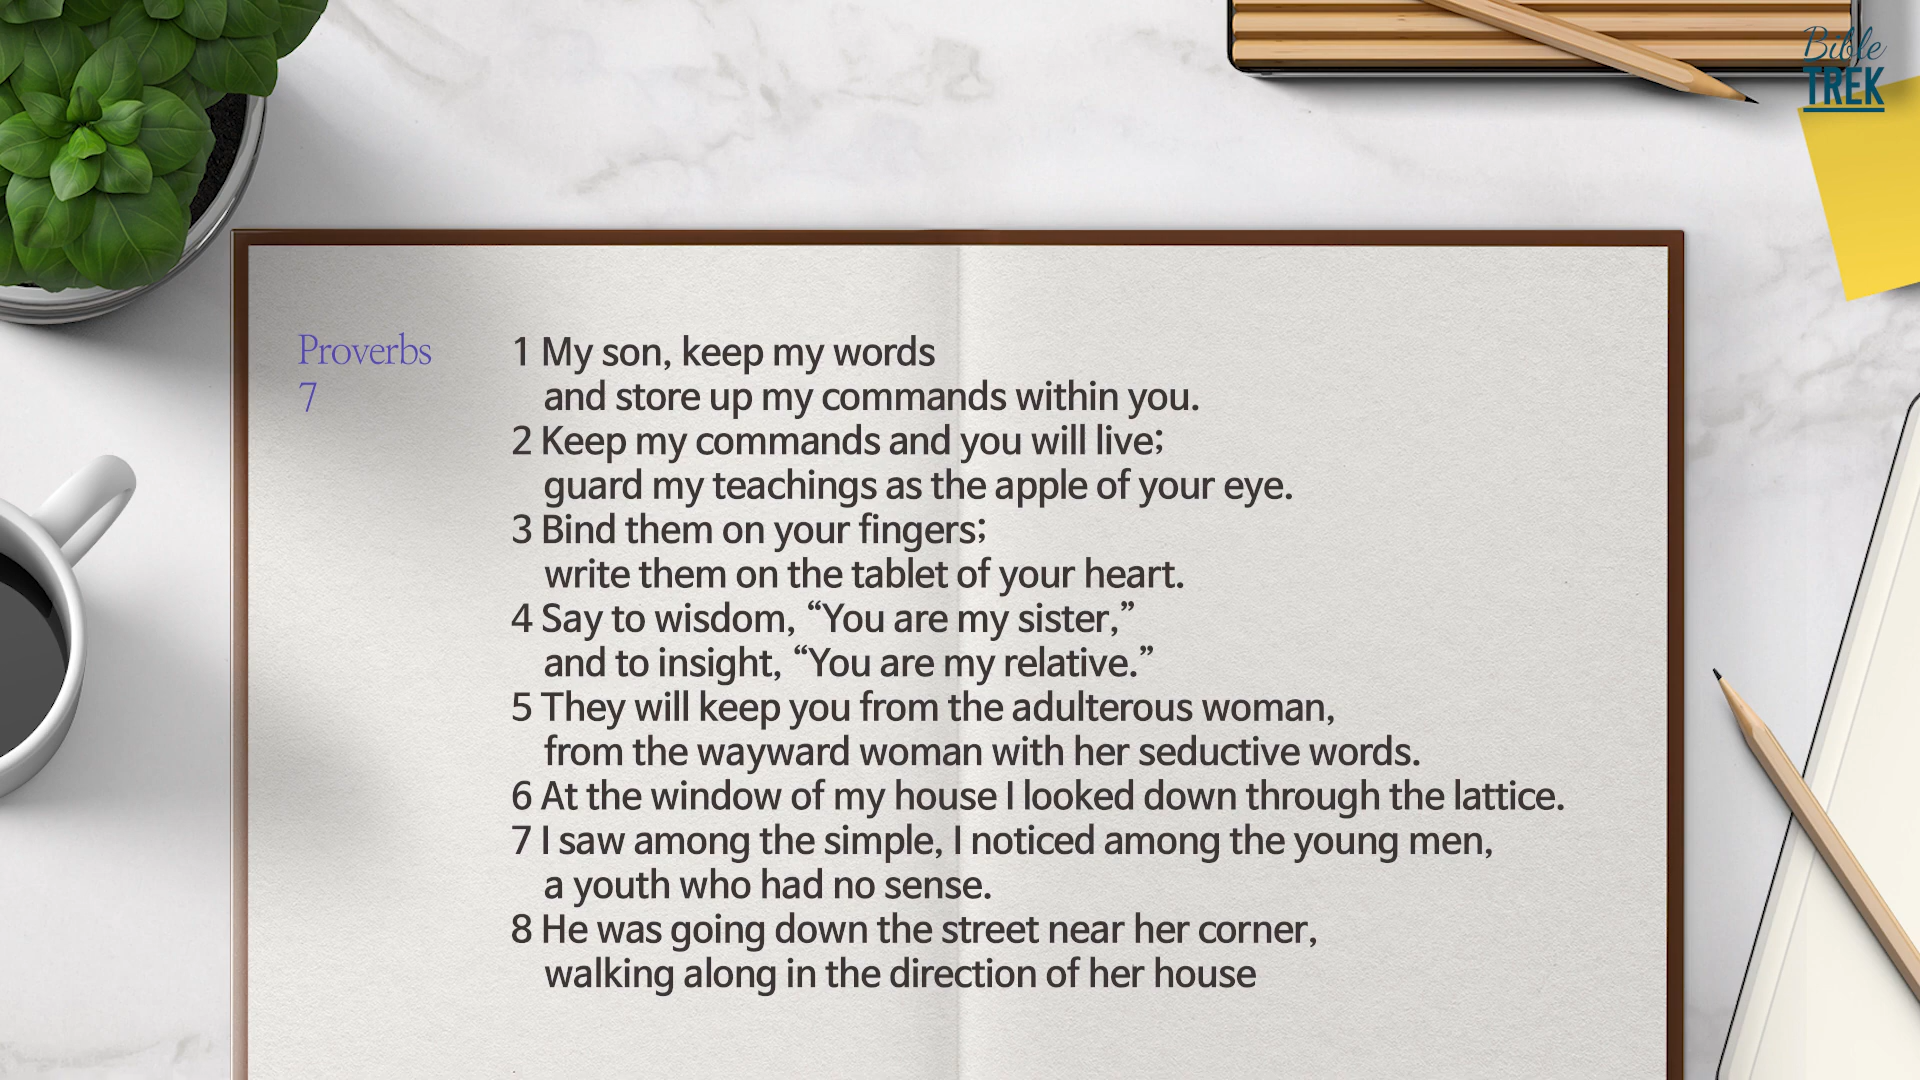 Bible
TREK
Proverbs
7
1 My son, keep my words
and store up my commands within you.
2 Keep my commands and you will live;
guard my teachings as the apple of your eye.
3 Bind them on your fingers;
write them on the tablet of your heart.
4 Say to wisdom, “You are my sister,”
and to insight, “You are my relative.”
5 They will keep you from the adulterous woman,
from the wayward woman with her seductive words.
6 At the window of my house I looked down through the lattice.
7 I saw among the simple, I noticed among the young men,
a youth who had no sense.
8 He was going down the street near her corner,
walking along in the direction of her house